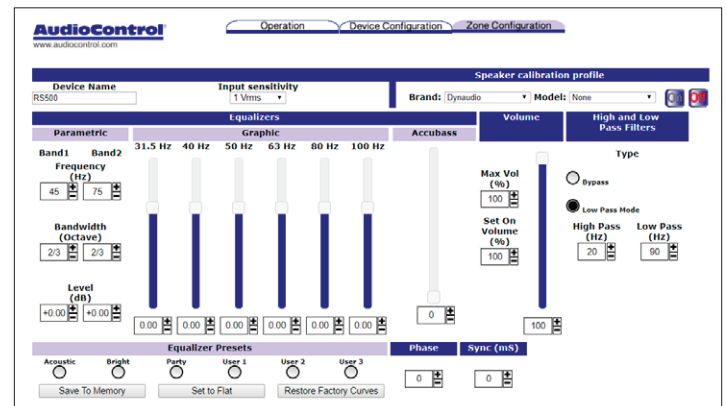 AudioControl
www.audiocontrol.com
Operation Device Configuration Zone Configuration
Speaker calibration profile
Device Name Input sensitivity
RS500 1 Vrms Brand: Dynaudio Model: None On Off
Equalizers Volume High and Low
Pass Filters
Parametric Graphic Accubass
31.5 Hz 40 Hz 50 Hz 63 Hz 80 Hz 100 Hz
Band1 Band2 Type
Frequency
(Hz)
45 75
Max Vol
(%)
100
Bypass
Low Pass Mode
Bandwidth
(Octave)
2/3 2/3
Set On
Volume
(%)
100
High Pass
(Hz)
20
Low Pass
(Hz)
90
Level
(dB)
+0.00 +0.00
0.00 0.00 0.00 0.00 0.00 0.00 0 100
Equalizer Presets Phase Sync (mS)
Acoustic Bright Party User 1 User 2 User 3
0 0
Save To Memory Set to Flat Restore Factory Curves